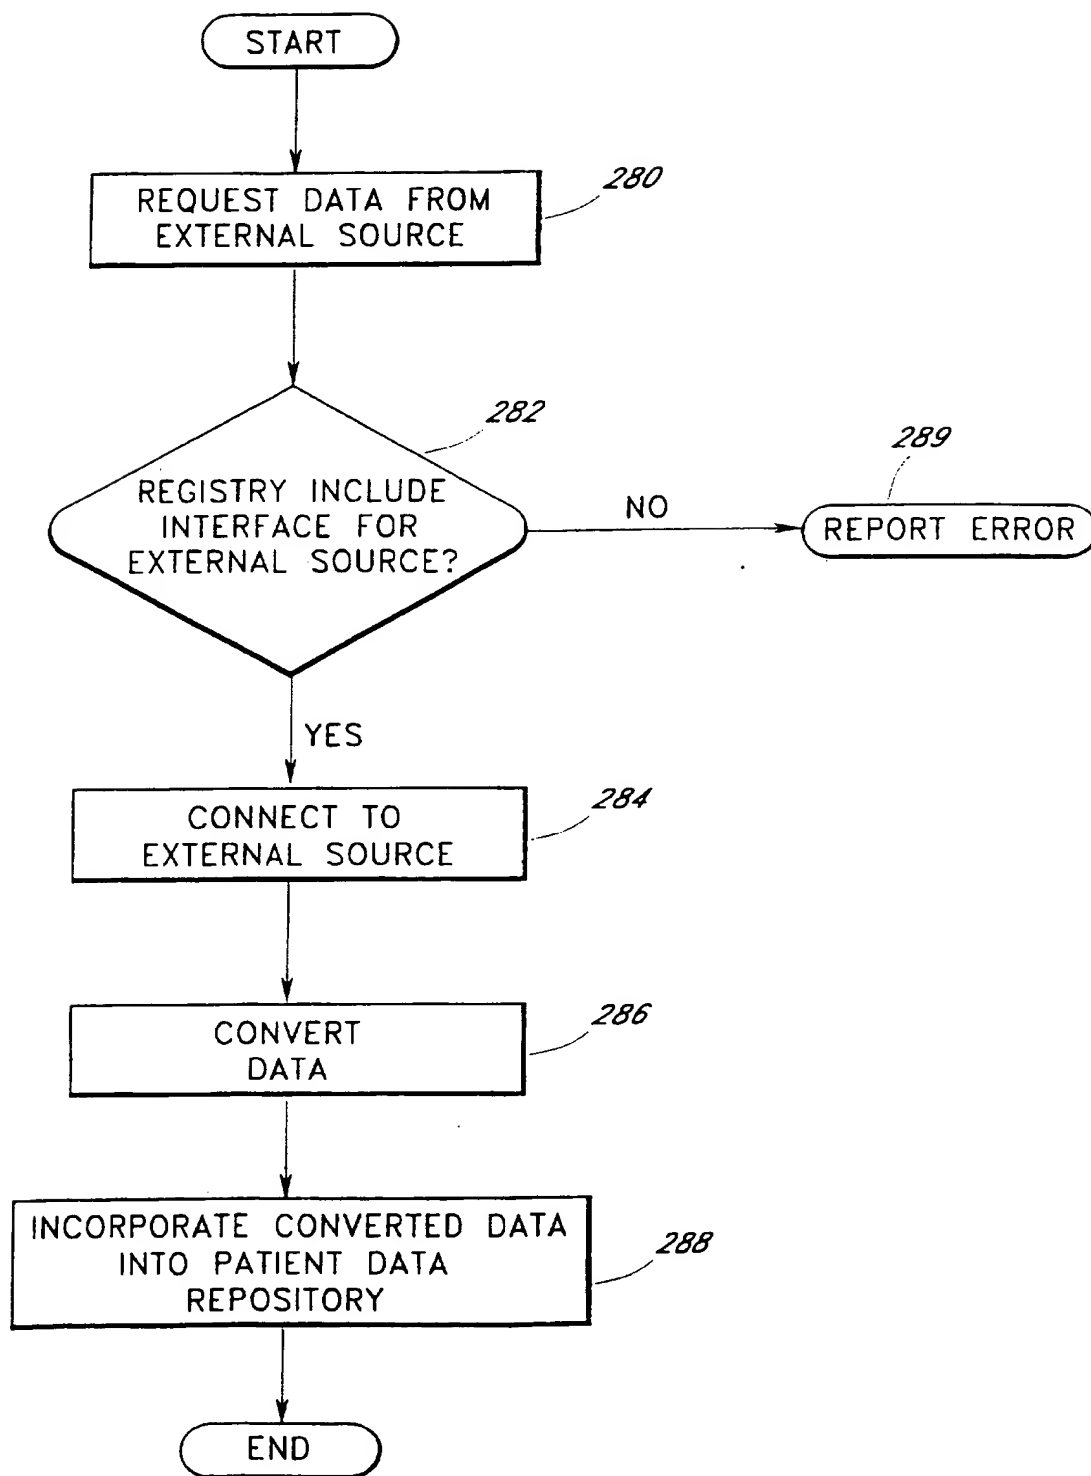 START
REQUEST DATA FROM
EXTERNAL SOURCE
280
REGISTRY INCLUDE
INTERFACE FOR
EXTERNAL SOURCE?
282
NO
289
REPORT ERROR
YES
CONNECT TO
EXTERNAL SOURCE
284
CONVERT
DATA
286
INCORPORATE CONVERTED DATA
INTO PATIENT DATA
REPOSITORY
288
END